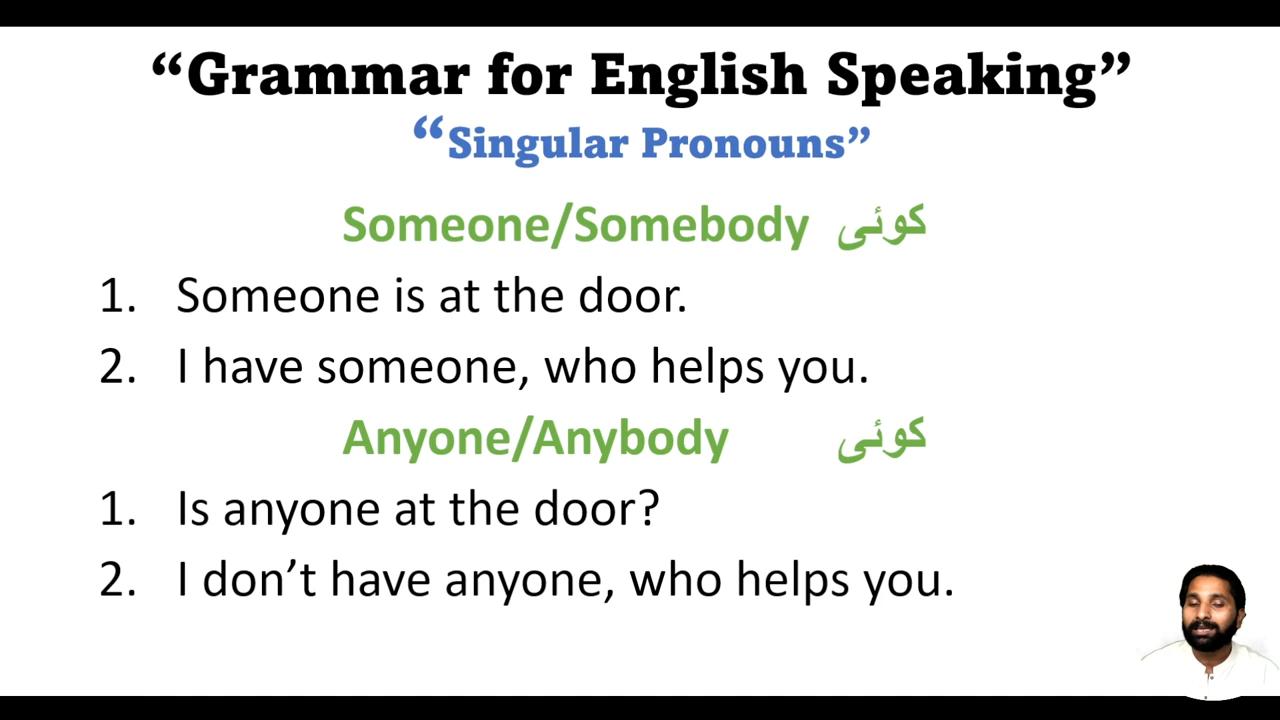 “Grammar for English Speaking”
“Singular Pronouns”
Someone/Somebody کوئی
1. Someone is at the door.
2. I have someone, who helps you.
Anyone/Anybody کوئی
1. Is anyone at the door?
2. I don’t have anyone, who helps you.